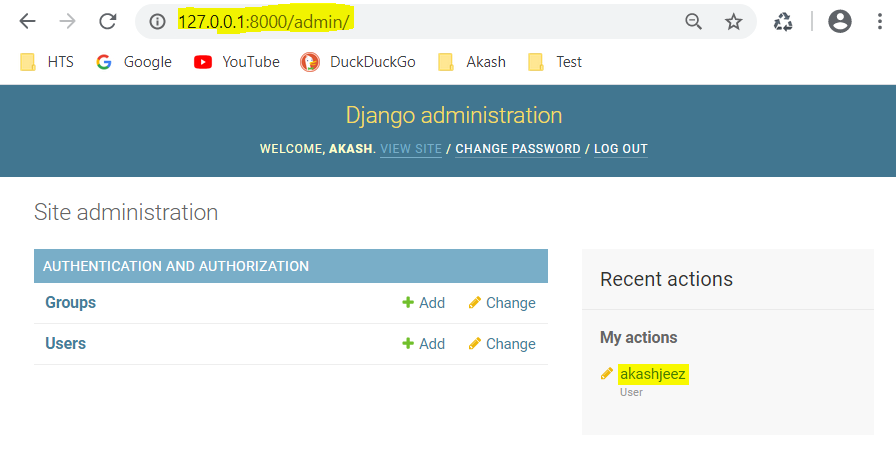 127.0.0.1:8000/admin/
HTS Google YouTube DuckDuckGo Akash Test
Django administration
WELCOME, AKASH. VIEW SITE / CHANGE PASSWORD / LOG OUT
Site administration
AUTHENTICATION AND AUTHORIZATION
Groups Add Change
Users Add Change
Recent actions
My actions
akashjeez
User